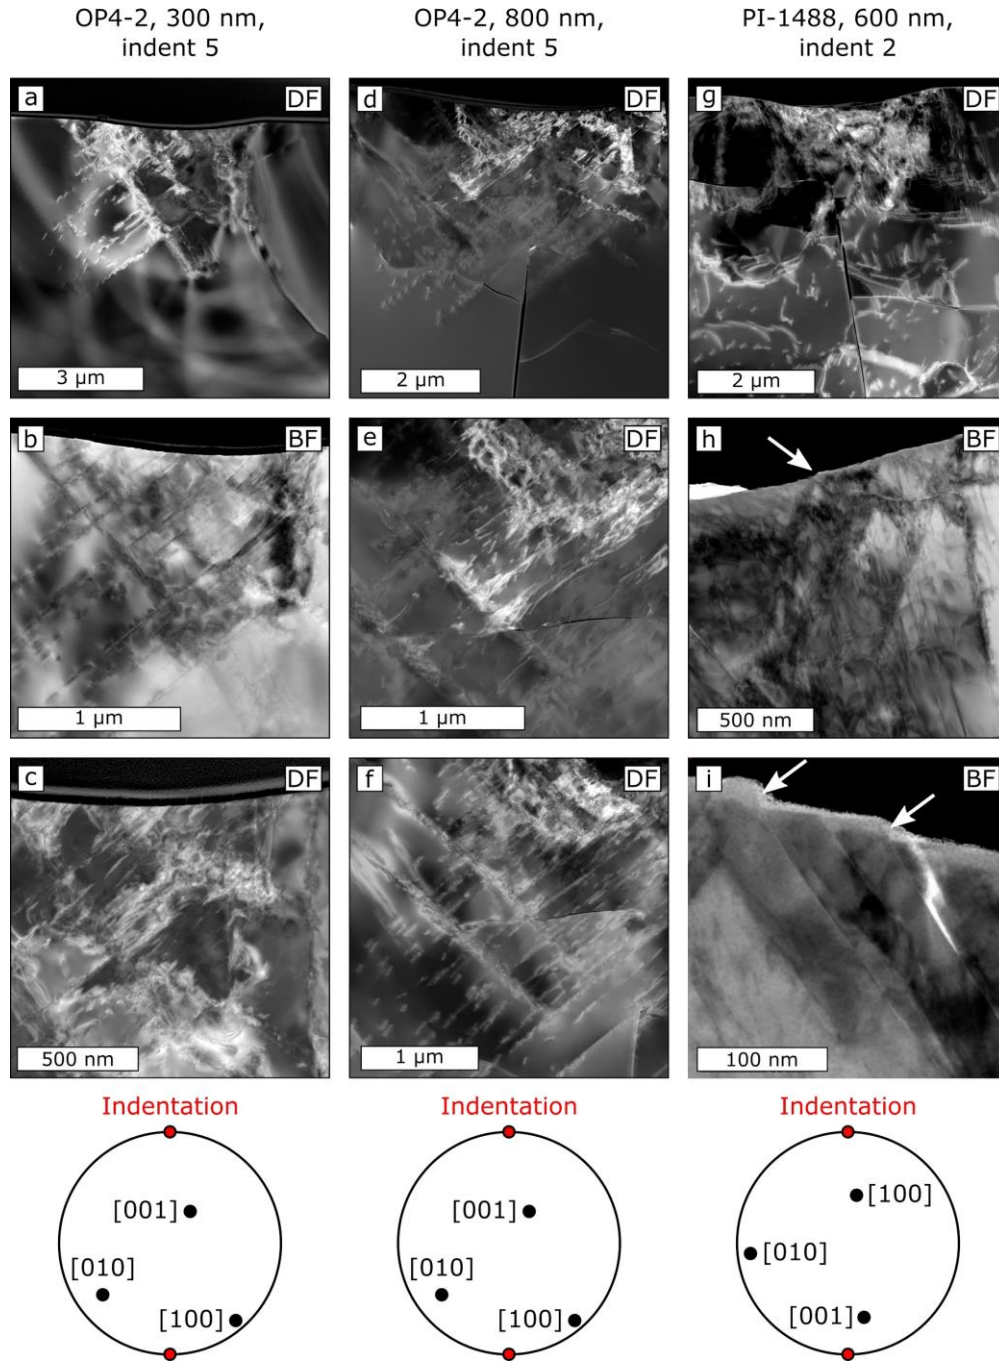 OP4-2, 300 nm,
indent 5
OP4-2, 800 nm,
indent 5
PI-1488, 600 nm,
indent 2
a
DF
3 µm
d
DF
2 µm
g
DF
2 µm
b
BF
1 µm
e
DF
1 µm
h
BF
500 nm
c
DF
500 nm
f
DF
1 µm
i
BF
100 nm
Indentation
[001]
[010]
[100]
Indentation
[001]
[010]
[100]
Indentation
[100]
[010]
[001]